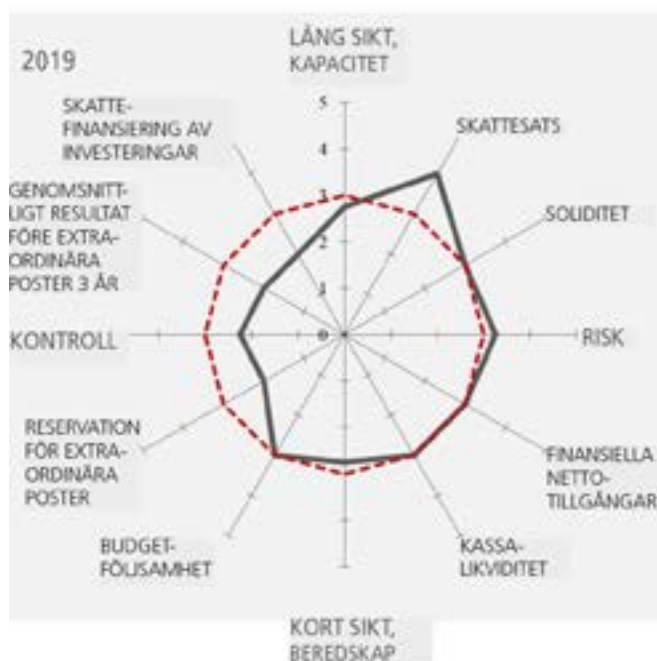 2019
LÅNG SIKT,
KAPACITET
SKATTE-
FINANSIERING AV
INVESTERINGAR
SKATTESATS
GENOMSNITT-
LIGT RESULTAT
FÖRE EXTRA-
ORDINÄRA
POSTER 3 ÅR
SOLIDITET
5
4
3
2
1
0
KONTROLL
RISK
RESERVATION
FÖR EXTRA-
ORDINÄRA
POSTER
FINANSIELLA
NETTO-
TILLGÅNGAR
BUDGET-
FÖLJSAMHET
KASSA-
LIKVIDITET
KORT SIKT,
BEREDSKAP